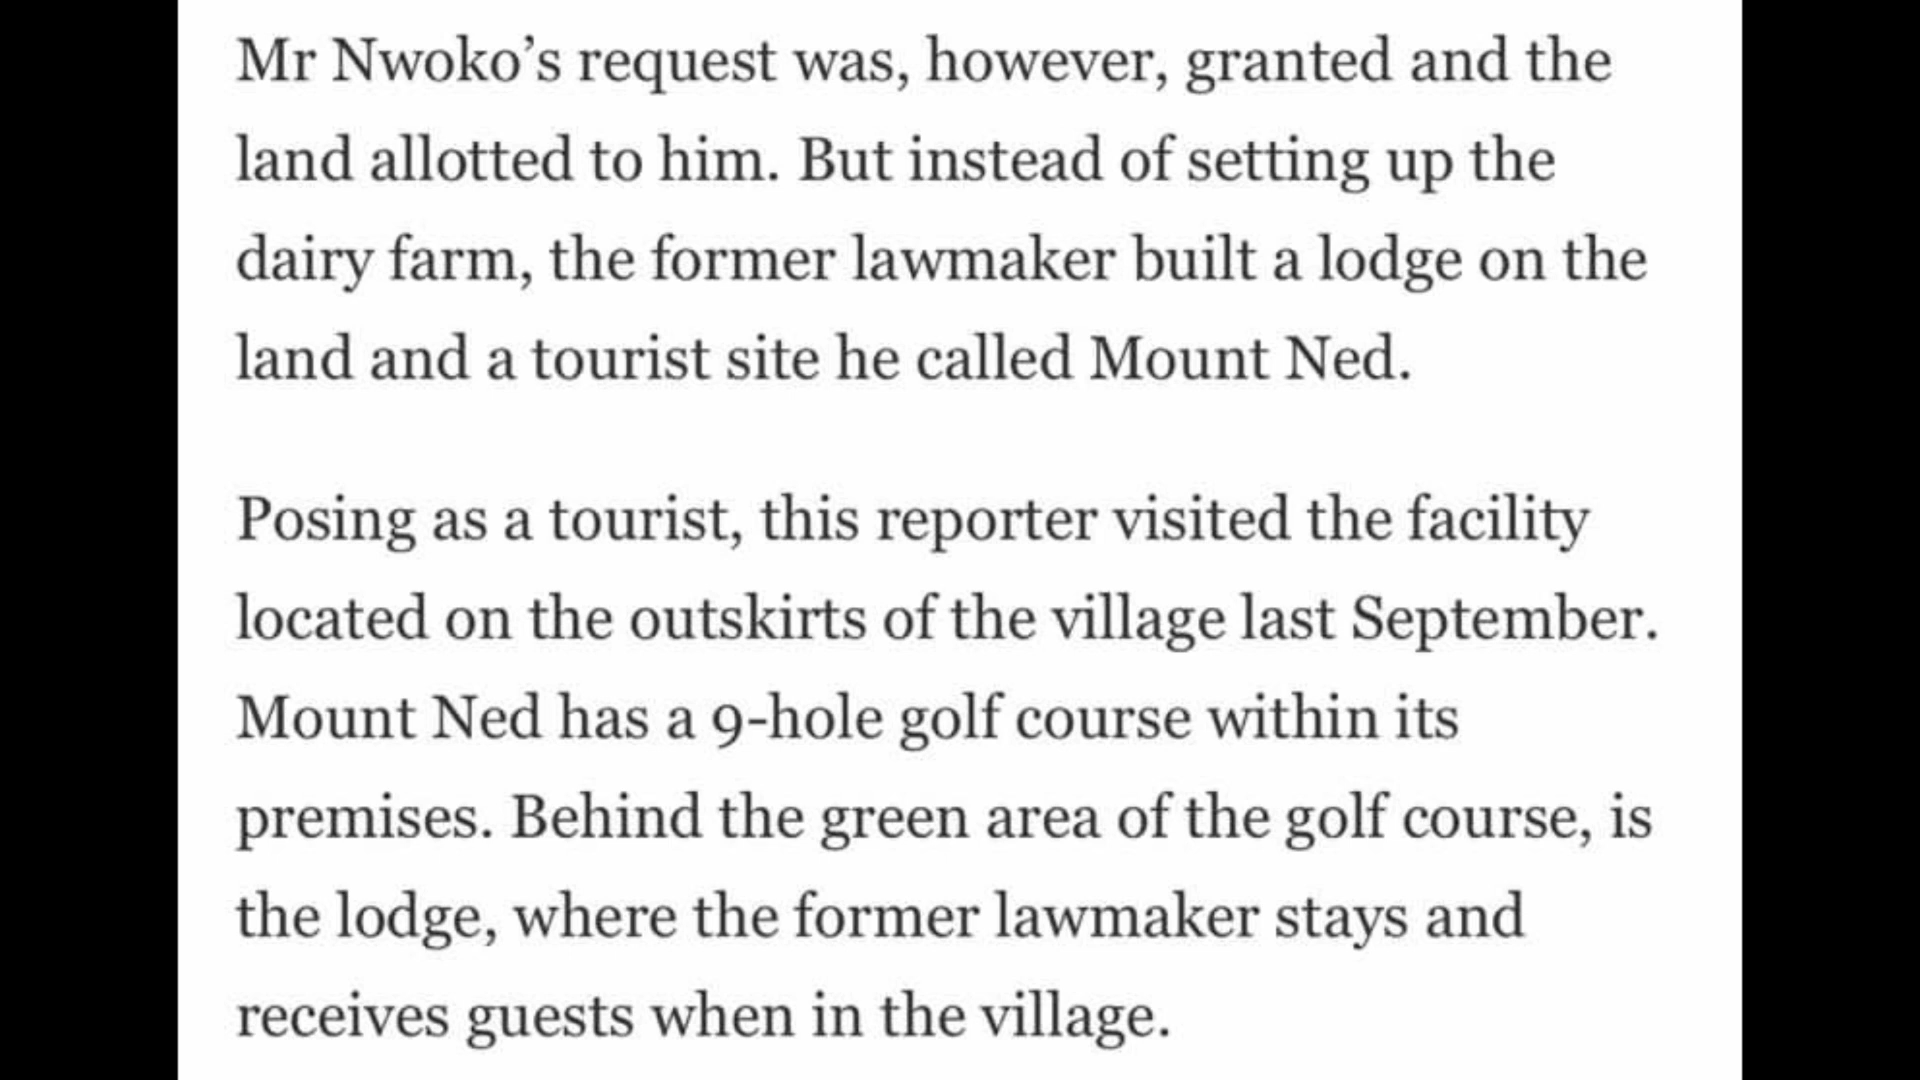 Mr Nwoko’s request was, however, granted and the
land allotted to him. But instead of setting up the
dairy farm, the former lawmaker built a lodge on the
land and a tourist site he called Mount Ned.
Posing as a tourist, this reporter visited the facility
located on the outskirts of the village last September.
Mount Ned has a 9-hole golf course within its
premises. Behind the green area of the golf course, is
the lodge, where the former lawmaker stays and
receives guests when in the village.